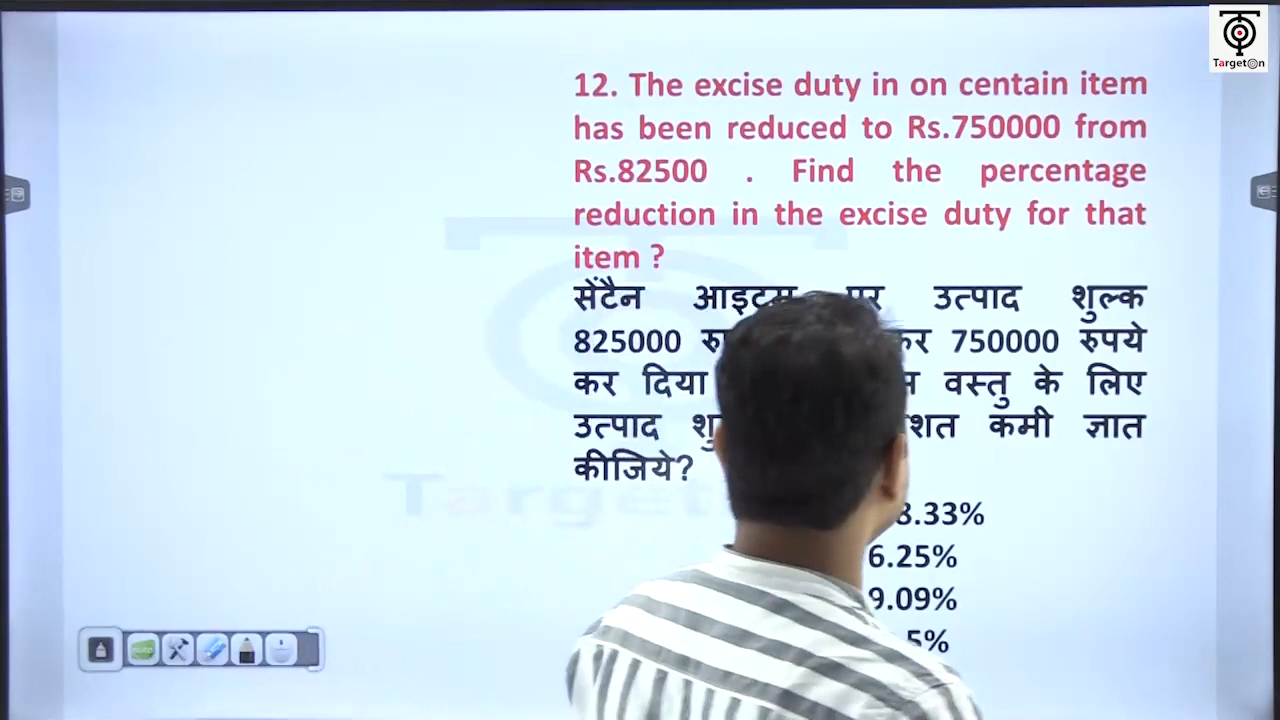 TargetOn
12. The excise duty in on centain item
has been reduced to Rs.750000 from
Rs.82500 . Find the percentage
reduction in the excise duty for that
item ?
सेंटैन आइटम पर उत्पाद शुल्क
825000 कर 750000 रुपये
कर दिया वस्तु के लिए
उत्पाद कमी ज्ञात
कीजिये?
Target
8.33%
6.25%
9.09%
5%